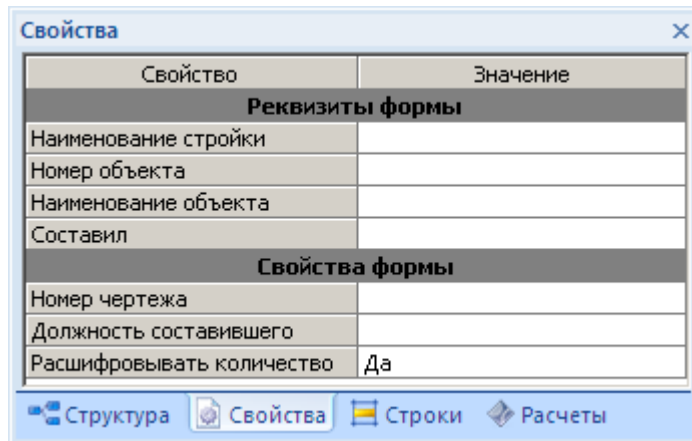 Свойства
Свойство Значение
Реквизиты формы
Наименование стройки
Номер объекта
Наименование объекта
Составил
Свойства формы
Номер чертежа
Должность составившего
Расшифровывать количество Да
Структура Свойства Строки Расчеты